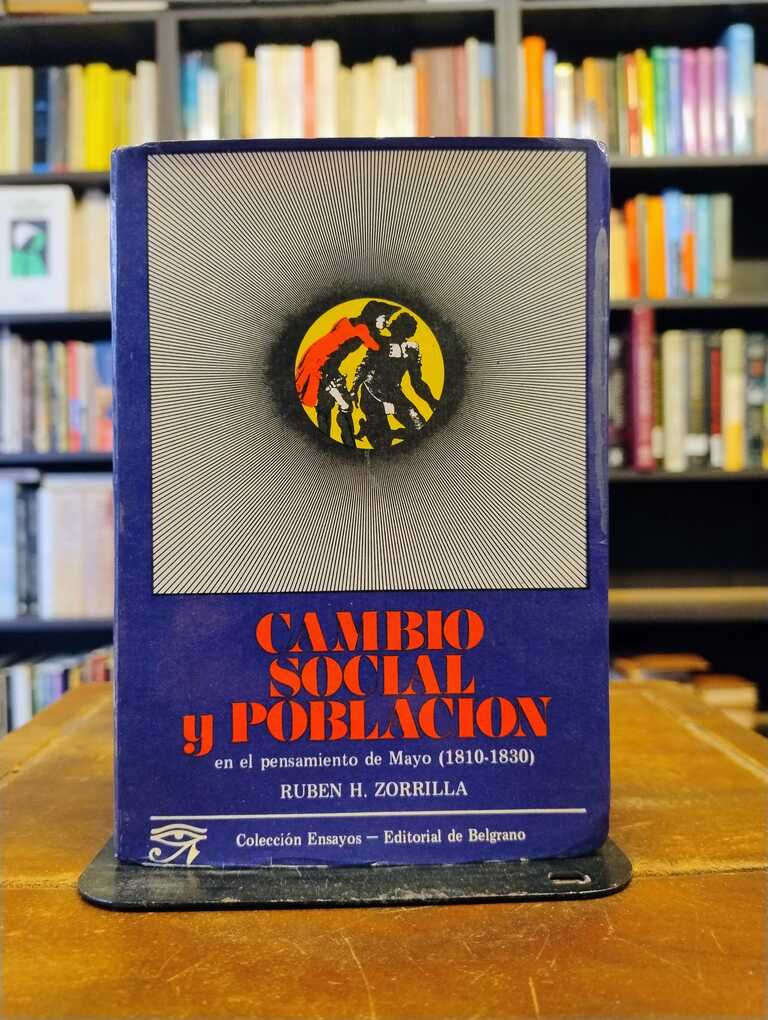 CAMBIO
SOCIAL
y POBLACION
en el pensamiento de Mayo (1810-1830)
RUBEN H. ZORRILLA
Colección Ensayos — Editorial de Belgrano